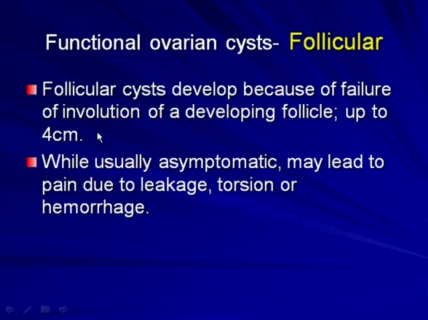 Functional ovarian cysts- Follicular
Follicular cysts develop because of failure
of involution of a developing follicle; up to
4cm.
While usually asymptomatic, may lead to
pain due to leakage, torsion or
hemorrhage.